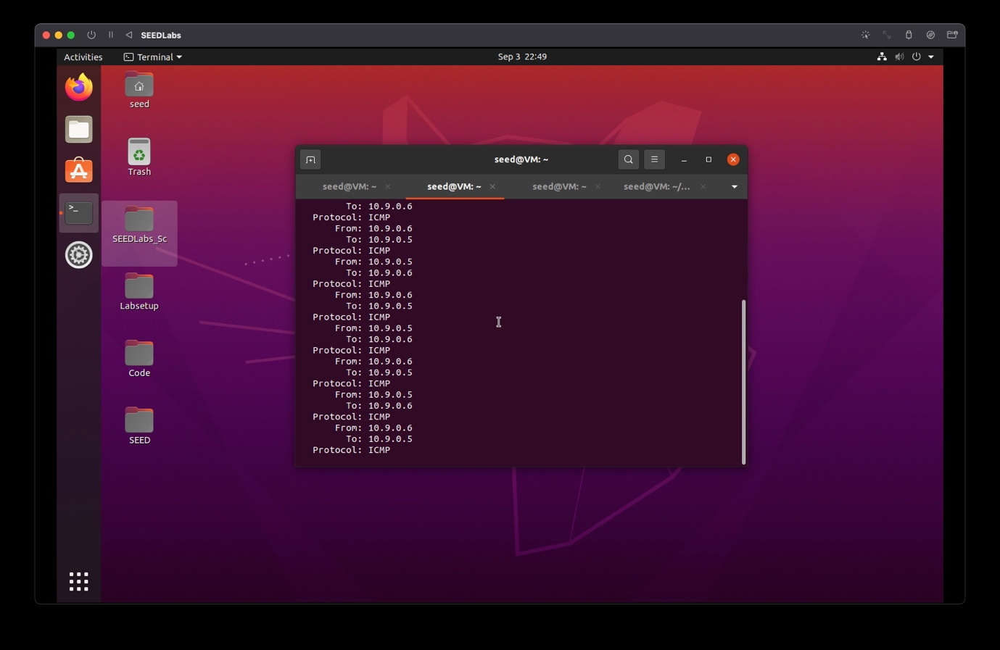 SEEDLabs
Activities
Terminal
Sep 3 22:49
seed
Trash
SEEDLabs_Sc
Labsetup
Code
SEED
seed@VM: ~
seed@VM: ~
seed@VM: ~
seed@VM: ~
seed@VM: ~/...
To: 10.9.0.6
Protocol: ICMP
From: 10.9.0.6
To: 10.9.0.5
Protocol: ICMP
From: 10.9.0.5
To: 10.9.0.6
Protocol: ICMP
From: 10.9.0.6
To: 10.9.0.5
Protocol: ICMP
From: 10.9.0.5
To: 10.9.0.6
Protocol: ICMP
From: 10.9.0.6
To: 10.9.0.5
Protocol: ICMP
From: 10.9.0.5
To: 10.9.0.6
Protocol: ICMP
From: 10.9.0.6
To: 10.9.0.5
Protocol: ICMP